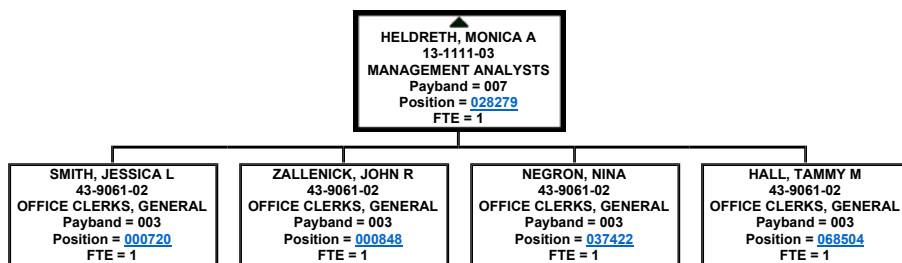 HELDRETH, MONICA A
13-1111-03
MANAGEMENT ANALYSTS
Payband = 007
Position = 028279
FTE = 1
SMITH, JESSICA L
43-9061-02
OFFICE CLERKS, GENERAL
Payband = 003
Position = 000720
FTE = 1
ZALLENICK, JOHN R
43-9061-02
OFFICE CLERKS, GENERAL
Payband = 003
Position = 000848
FTE = 1
NEGRON, NINA
43-9061-02
OFFICE CLERKS, GENERAL
Payband = 003
Position = 037422
FTE = 1
HALL, TAMMY M
43-9061-02
OFFICE CLERKS, GENERAL
Payband = 003
Position = 068504
FTE = 1